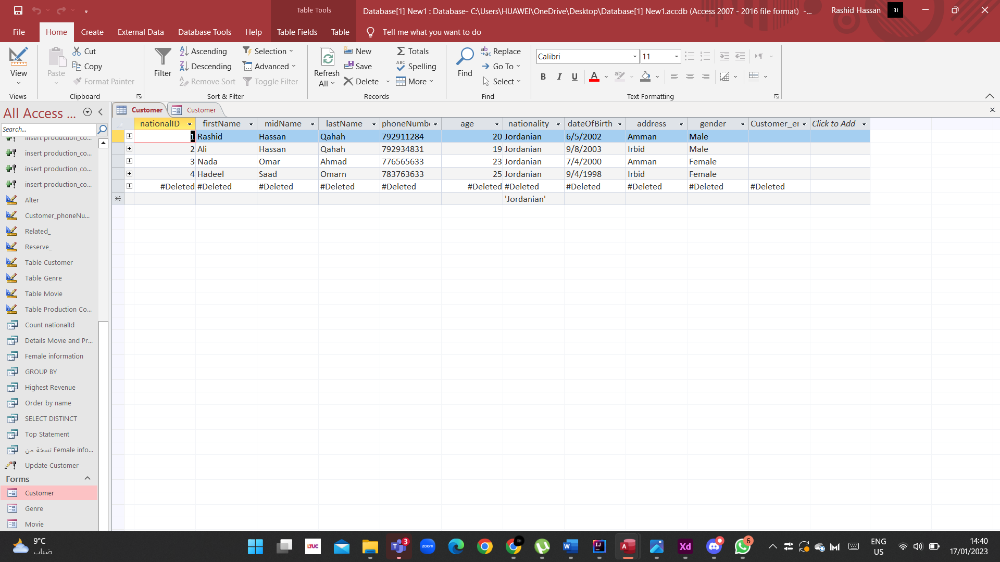 Table Tools
Database[1] New1 : Database- C:\Users\HUAWEI\OneDrive\Desktop\Database[1] New1.accdb (Access 2007 - 2016 file format) -...
Rashid Hassan
File Home Create External Data Database Tools Help Table Fields Table Tell me what you want to do
View
Views
Paste
Cut
Copy
Format Painter
Clipboard
Filter
Ascending
Descending
Remove Sort
Selection
Advanced
Toggle Filter
Sort & Filter
Refresh
All
New
Save
Delete
Totals
Spelling
More
Records
Find
Replace
Go To
Select
Find
Calibri 11
B I U A
Text Formatting
All Access ...
Search...
insert production_co...
insert production_co...
insert production_co...
insert production_co...
Alter
Customer_phoneNu...
Related_
Reserve_
Table Customer
Table Genre
Table Movie
Table Production Co...
Count nationalId
Details Movie and Pr...
Female information
GROUP BY
Highest Revenue
Order by name
SELECT DISTINCT
Top Statement
نسخة من Female info...
Update Customer
Forms
Customer
Genre
Movie
Customer Customer
nationalID firstName midName lastName phoneNumbe age nationality dateOfBirth address gender Customer_er Click to Add
1 Rashid Hassan Qahah 792911284 20 Jordanian 6/5/2002 Amman Male
2 Ali Hassan Qahah 792934831 19 Jordanian 9/8/2003 Irbid Male
3 Nada Omar Ahmad 776565633 23 Jordanian 7/4/2000 Amman Female
4 Hadeel Saad Omarn 783763633 25 Jordanian 9/4/1998 Irbid Female
#Deleted #Deleted #Deleted #Deleted #Deleted #Deleted #Deleted #Deleted #Deleted #Deleted #Deleted
'Jordanian'
9°C
ضباب
LTUC
3
zoom
W
IJ
A
Xd
6
ENG
US
14:40
17/01/2023